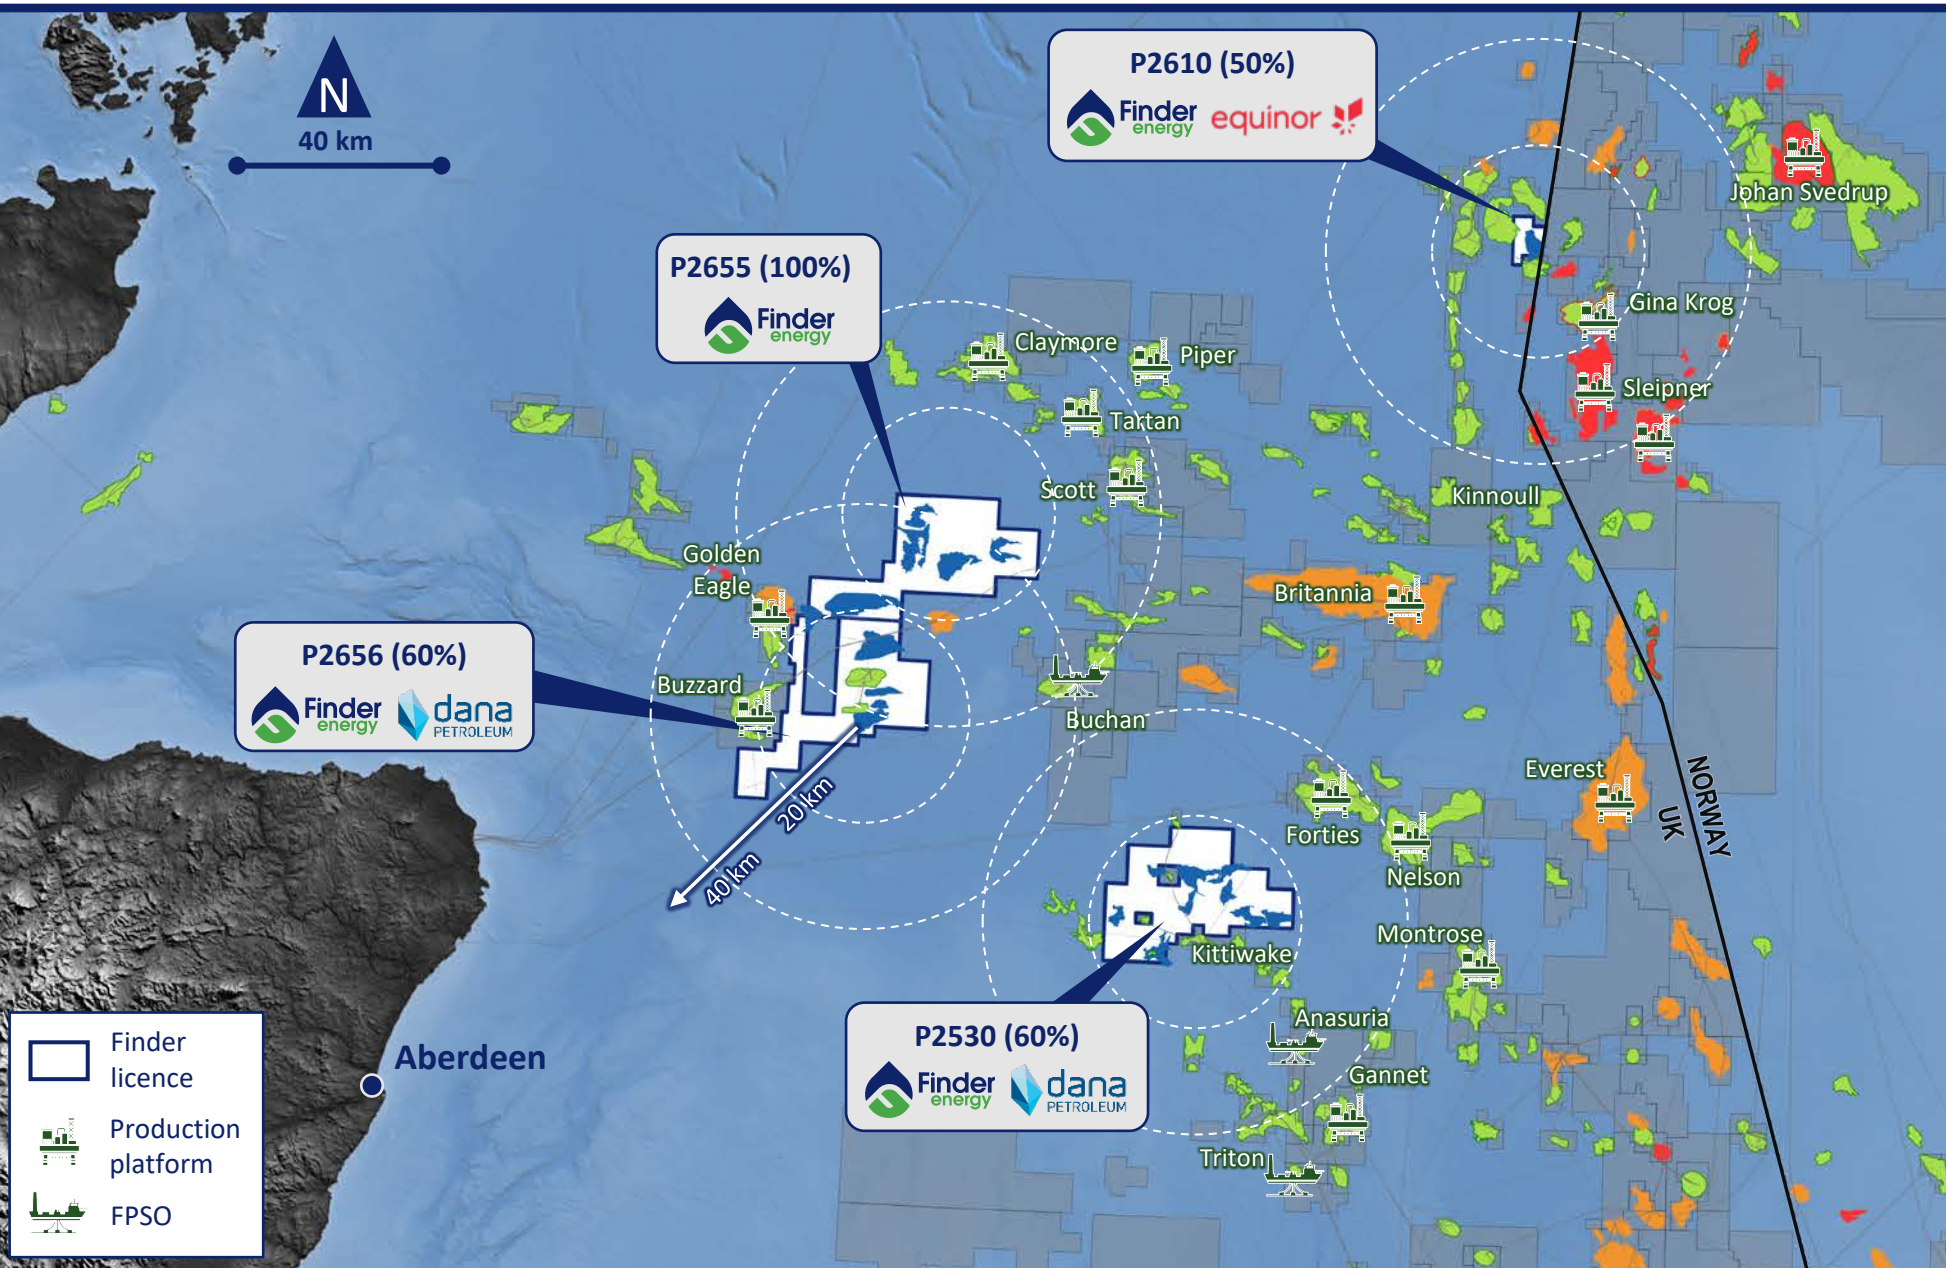 N
40 km
P2610 (50%)
Finder
energy
equinor
Johan Svedrup
P2655 (100%)
Finder
energy
Gina Krog
Claymore
Piper
Sleipner
Tartan
Scott
Kinnoull
Golden
Eagle
Britannia
P2656 (60%)
Finder
energy
dana
PETROLEUM
Buzzard
Buchan
Everest
NORWAY
UK
20 km
40 km
Forties
Nelson
Montrose
Kittiwake
P2530 (60%)
Finder
energy
dana
PETROLEUM
Anasuria
Gannet
Triton
Aberdeen
Finder
licence
Production
platform
FPSO